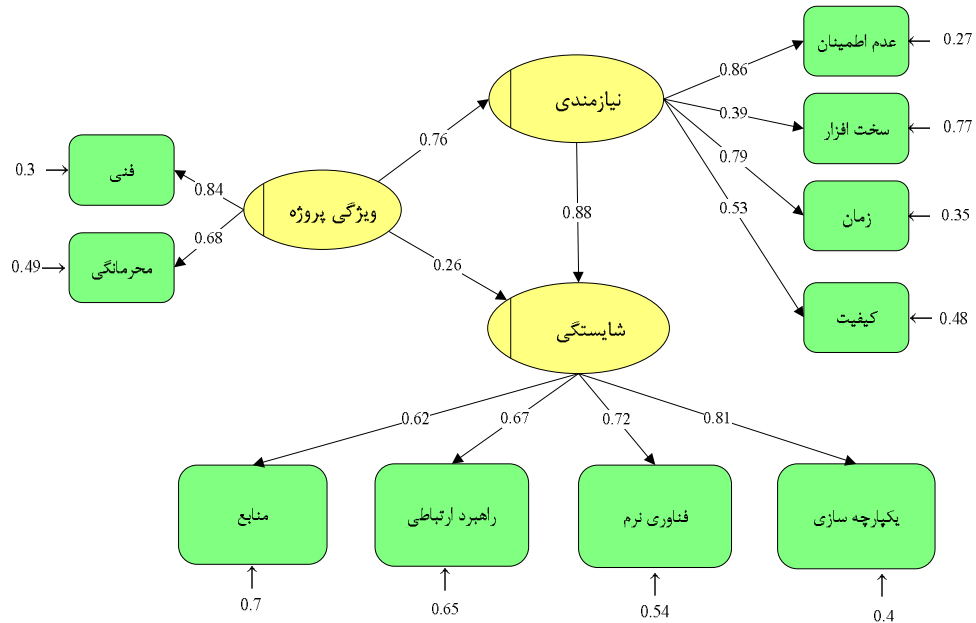 عدم اطمینان
0.27
0.86
نیازمندی
سخت افزار
0.77
0.39
0.76
فنی
0.3
0.84
زمان
0.35
0.79
ویژگی پروژه
0.53
0.88
0.68
محرمانگی
0.49
0.26
کیفیت
0.48
شایستگی
0.62
0.67
0.72
0.81
منابع
راهبرد ارتباطی
فناوری نرم
یکپارچه سازی
0.7
0.65
0.54
0.4